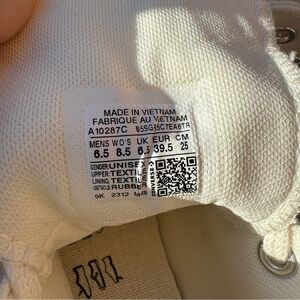 MADE IN VIETNAM
FABRIQUE AU VIETNAM
A10287C
MENS WO'S UK EUR CM
6.5 8.5 6.5 39.5 25
GENDER: UNISEX
UPPER: TEXTILE
LINING: TEXTILE
OUTSOLE: RUBBER
CONVERSE
9K 2312